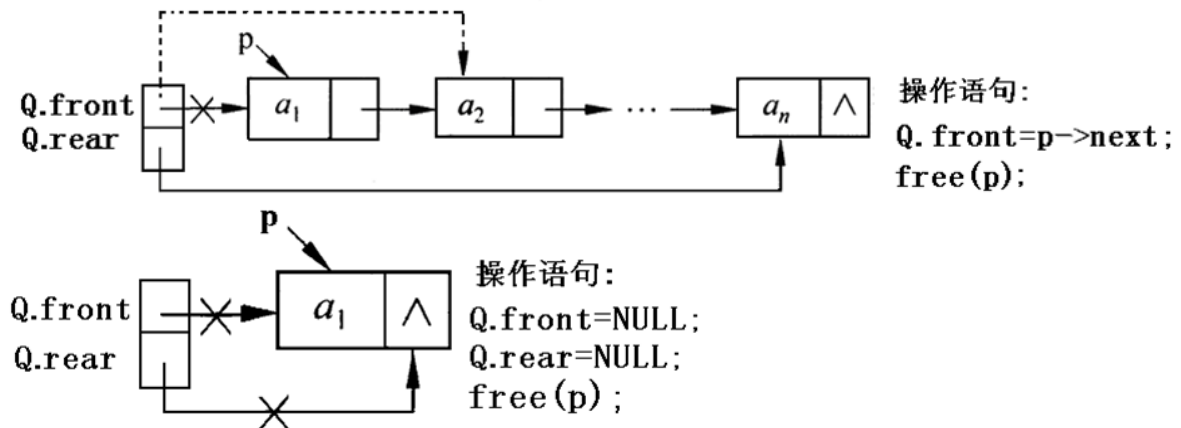 p
Q.front
Q.rear
a₁
a₂
…
aₙ
∧
操作语句:
Q.front=p->next;
free(p);
p
Q.front
Q.rear
a₁
∧
操作语句:
Q.front=NULL;
Q.rear=NULL;
free(p);